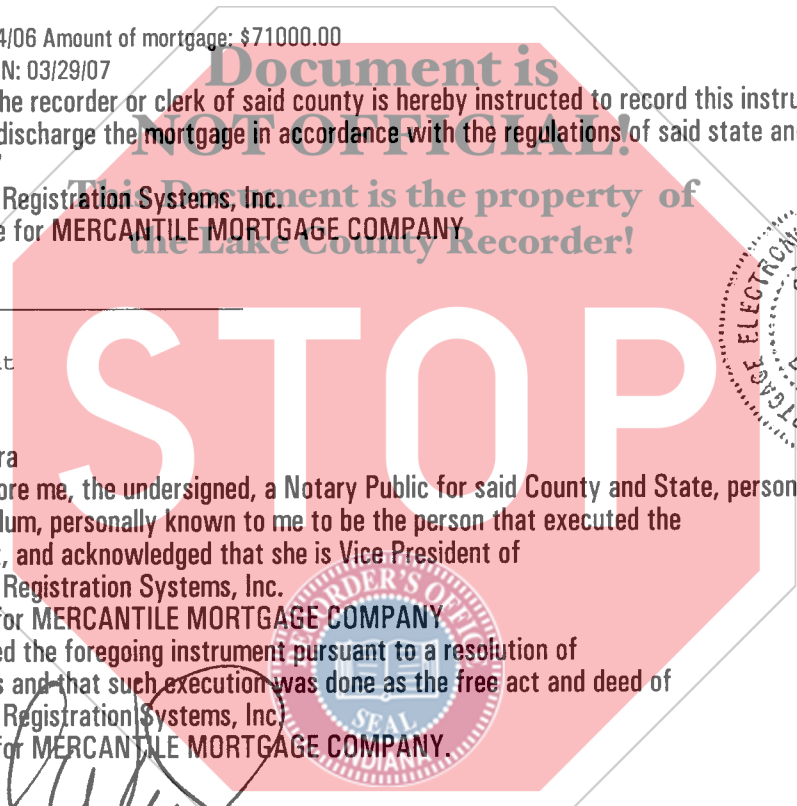 4/06 Amount of mortgage: $71000.00
N: 03/29/07
Document is
he recorder or clerk of said county is hereby instructed to record this instru
discharge the mortgage in accordance with the regulations of said state an
NOT OFFICIAL!
Registration Systems, Inc.
This Document is the property of
e for MERCANTILE MORTGAGE COMPANY
the Lake County Recorder!
MORTGAGE ELECTRON
STOP
t
ra
ore me, the undersigned, a Notary Public for said County and State, person
lum, personally known to me to be the person that executed the
t, and acknowledged that she is Vice President of
Registration Systems, Inc.
for MERCANTILE MORTGAGE COMPANY
ed the foregoing instrument pursuant to a resolution of
s and that such execution was done as the free act and deed of
Registration Systems, Inc.
for MERCANTILE MORTGAGE COMPANY.
RECORDER'S OFFICE
SEAL
INDIANA